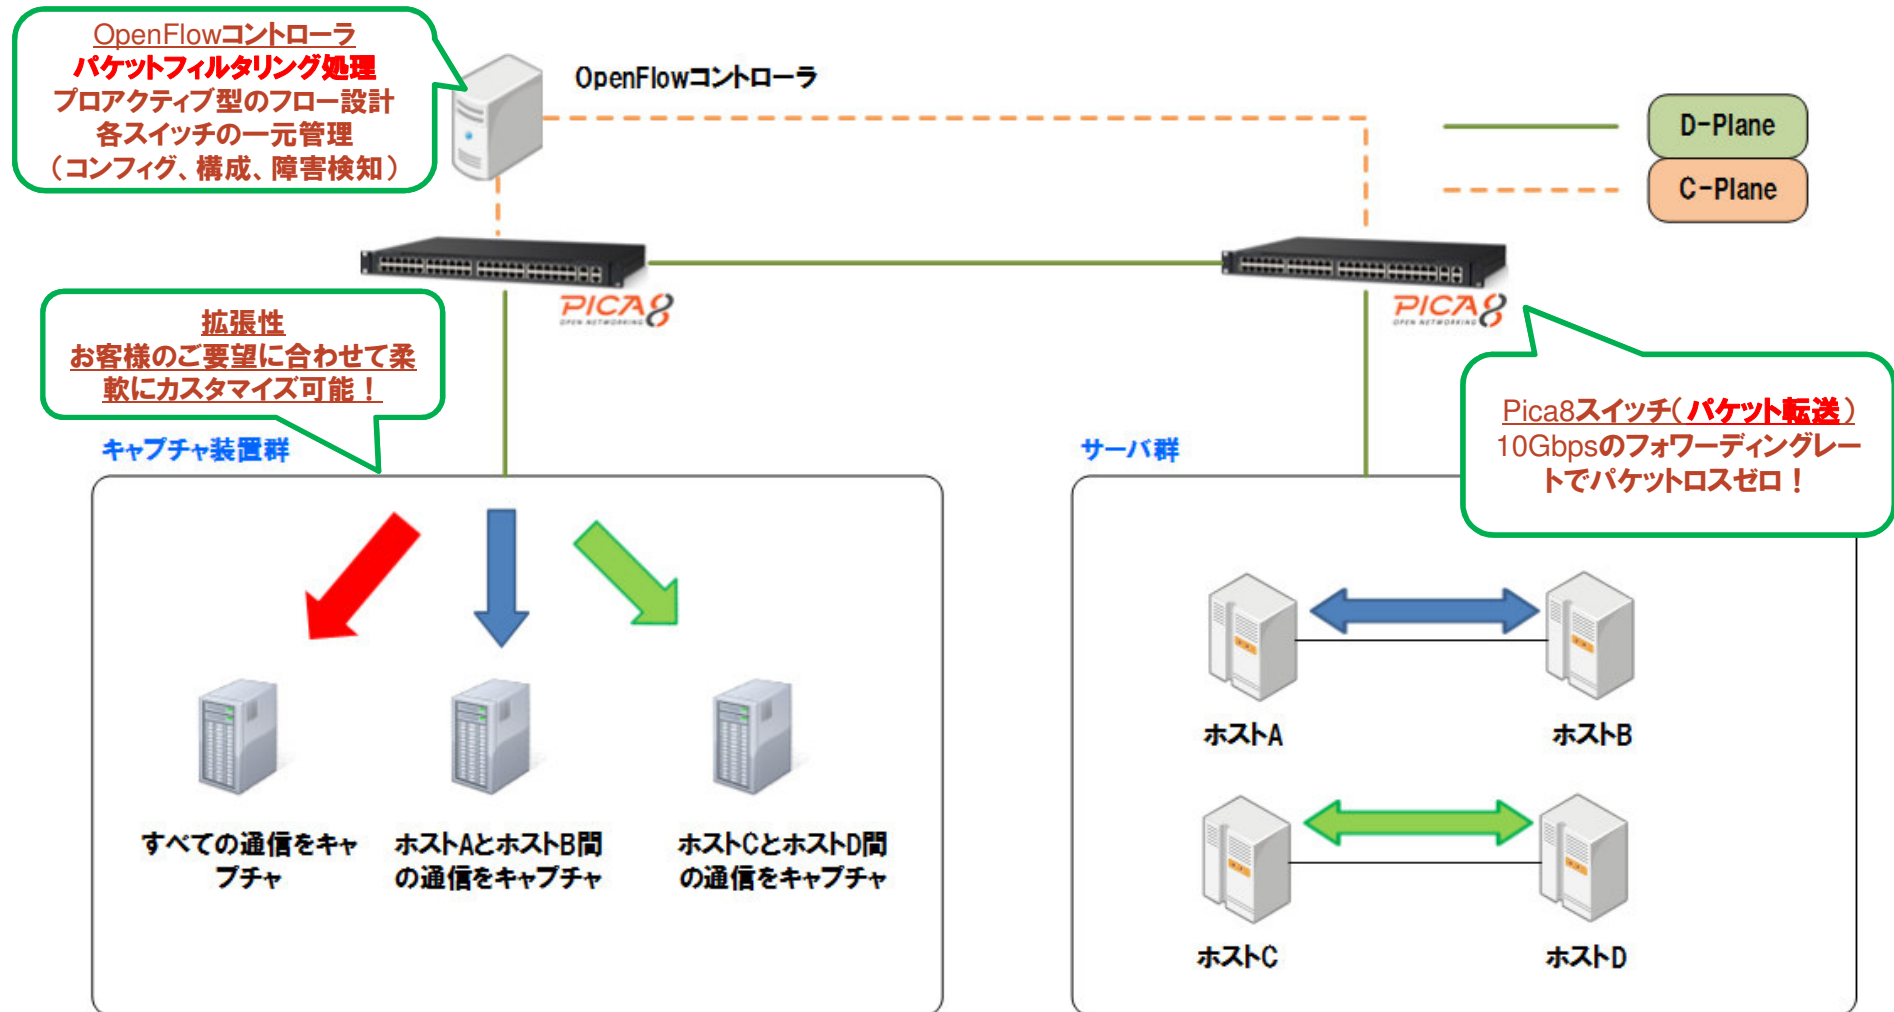 OpenFlowコントローラ
パケットフィルタリング処理
プロアクティブ型のフロー設計
各スイッチの一元管理
（コンフィグ、構成、障害検知）
OpenFlowコントローラ
D-Plane
C-Plane
PICA8
OPEN NETWORKING
PICA8
OPEN NETWORKING
拡張性
お客様のご要望に合わせて柔
軟にカスタマイズ可能！
Pica8スイッチ（パケット転送）
10Gbpsのフォワーディングレー
トでパケットロスゼロ！
キャプチャ装置群
サーバ群
すべての通信をキャ
プチャ
ホストAとホストB間
の通信をキャプチャ
ホストCとホストD間
の通信をキャプチャ
ホストA
ホストB
ホストC
ホストD